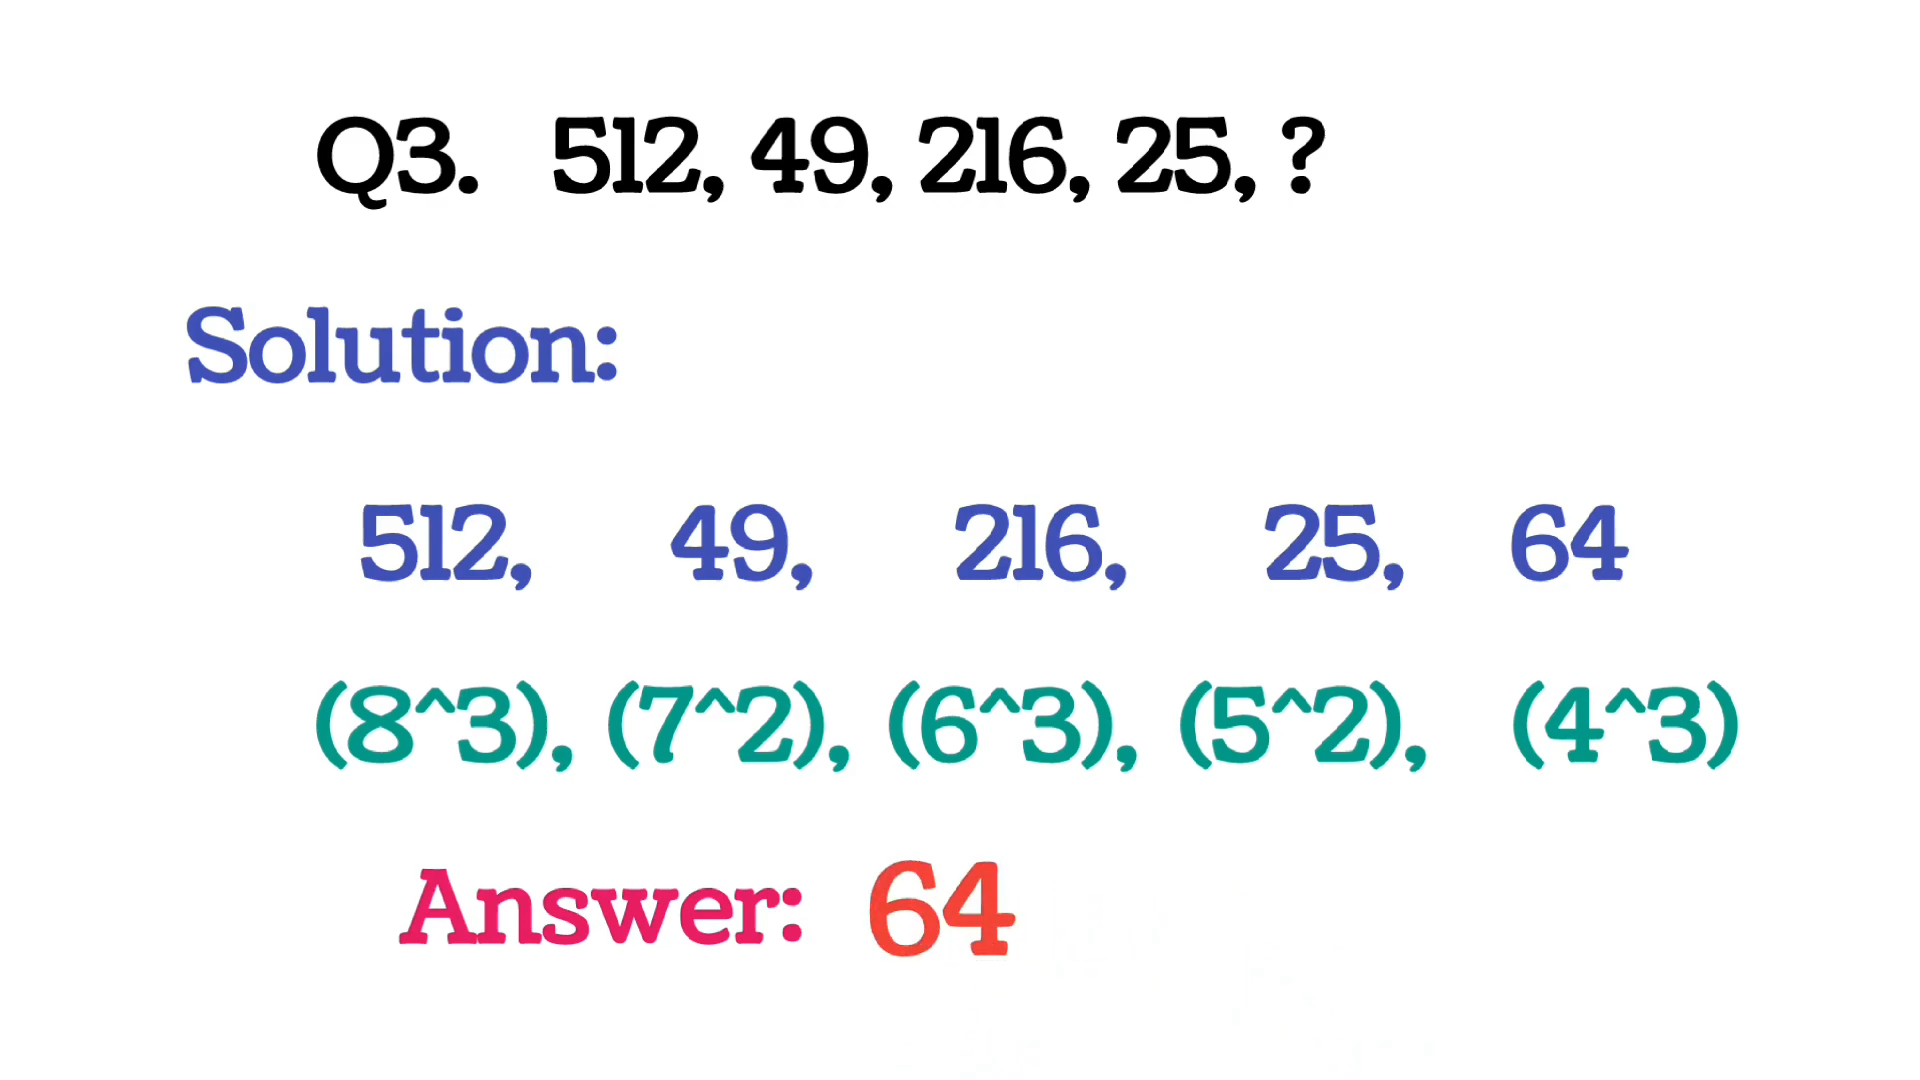 Q3. 512, 49, 216, 25, ?
Solution:
512, 49, 216, 25, 64
(8^3), (7^2), (6^3), (5^2), (4^3)
Answer: 64